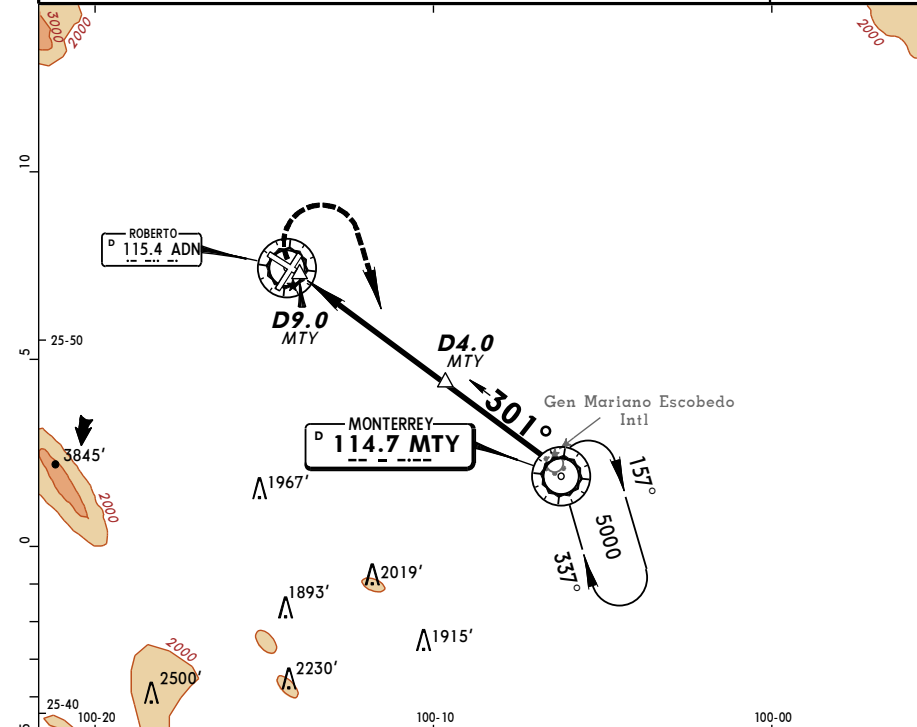 3000
2000
2000
10
ROBERTO
D 115.4 ADN
D9.0
MTY
25-50
5
D4.0
MTY
301°
Gen Mariano Escobedo
Intl
MONTERREY
D 114.7 MTY
3845'
2000
1967'
157°
5000
337°
0
2019'
1893'
1915'
2000
2230'
2500'
25-40
5
100-20
100-10
100-00